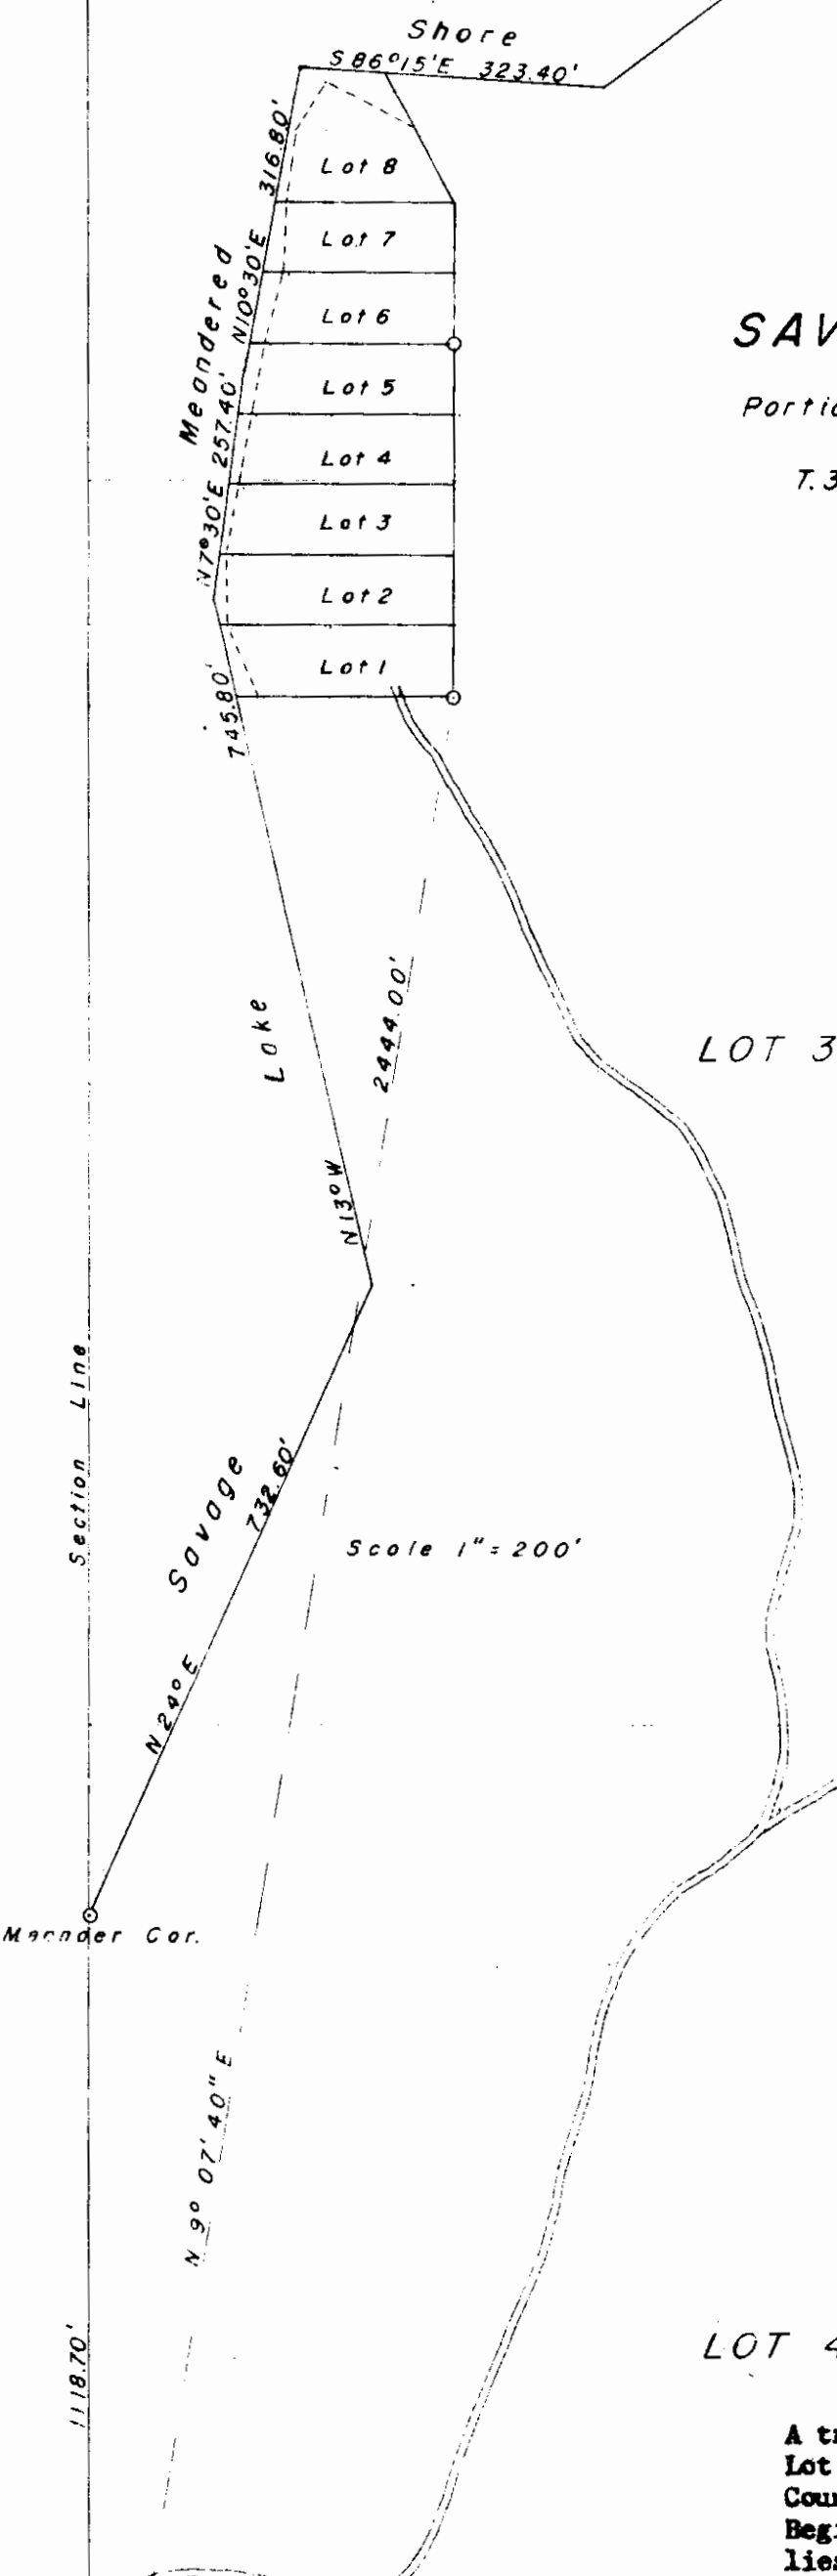 Shore
S 86°15'E 323.40'
316.80'
Lot 8
Lot 7
N10°30'E
Lot 6
Meandered
SAV
Lot 5
257.40'
Portio
Lot 4
T. 3
N7°30'E
Lot 3
Lot 2
Lot 1
745.80'
2444.00'
Lake
LOT 3
N13°W
Section Line
732.60'
Savage
Scale 1" = 200'
N 24° E
Meander Cor.
N 9° 07' 40" E
1118.70'
LOT 4
A tr
Lot
Coun
Begi
lies